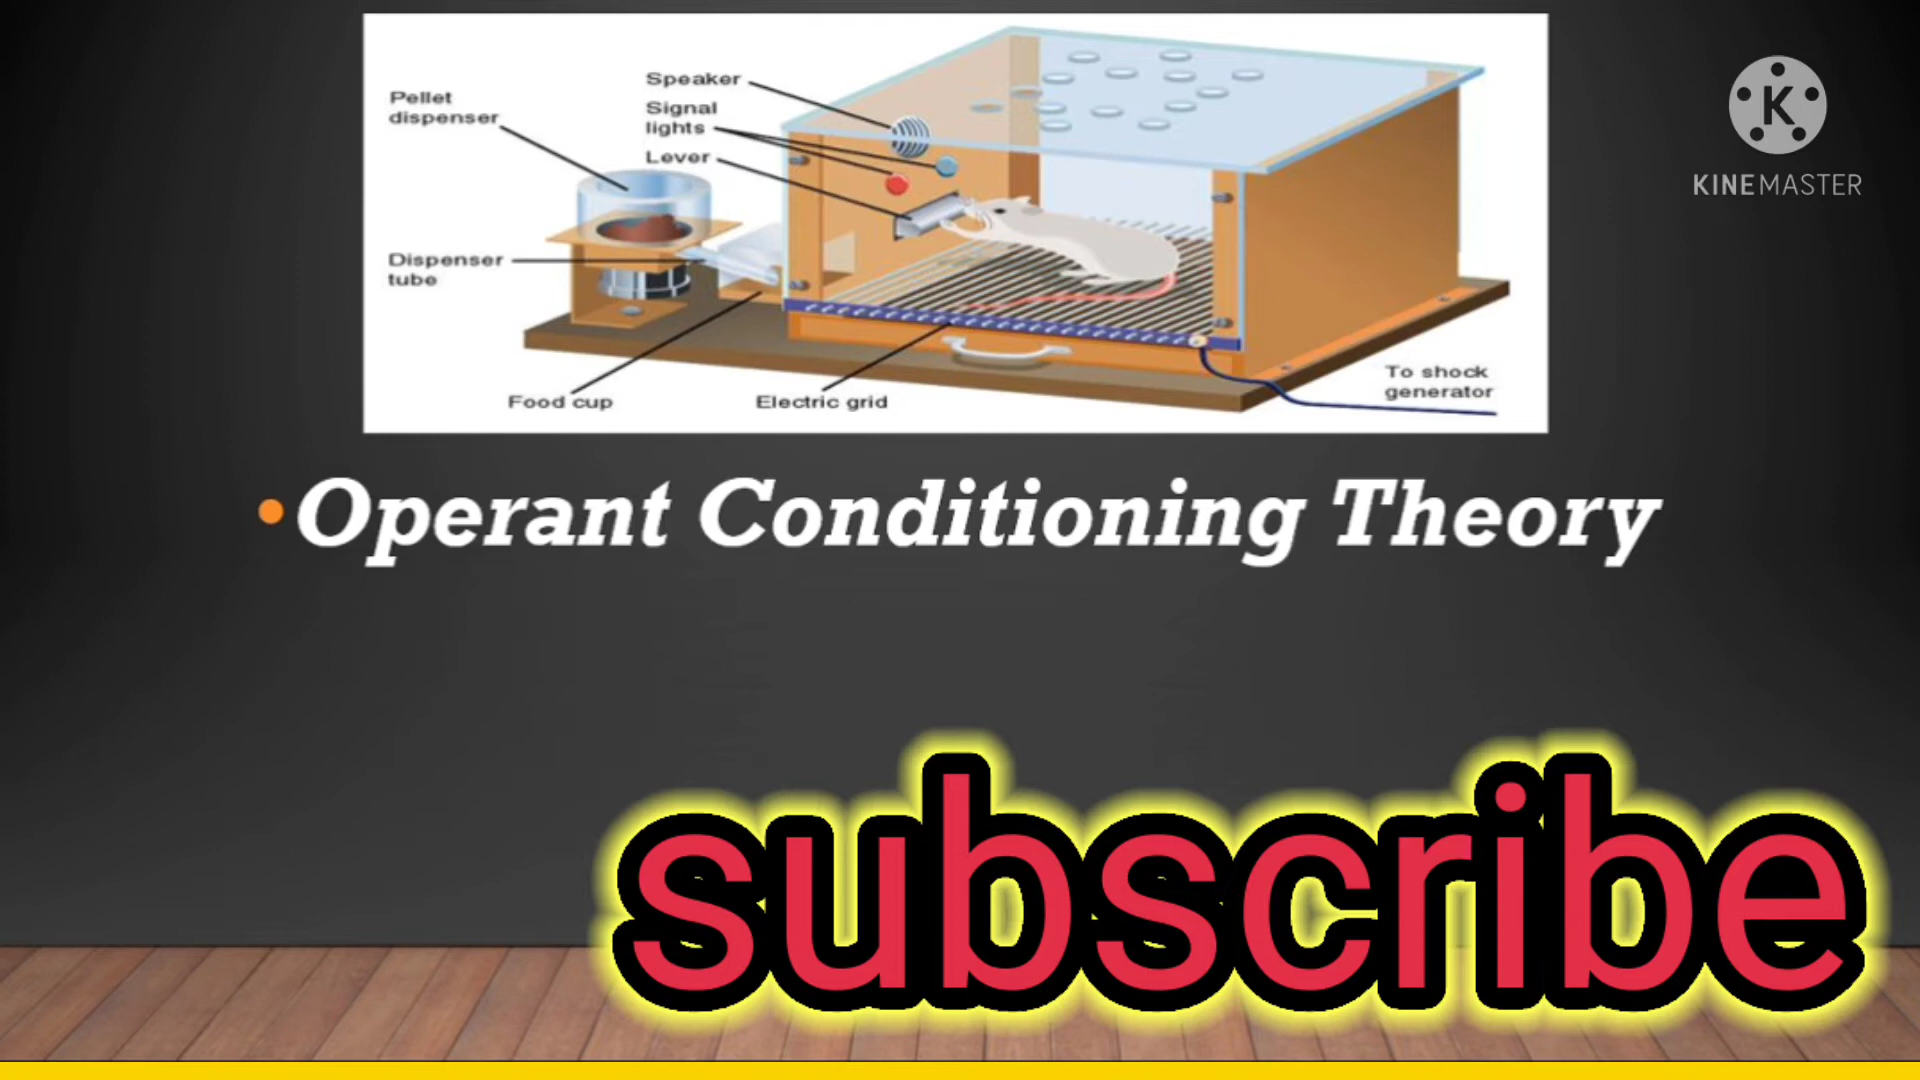 Speaker
Pellet
dispenser
Signal
lights
Lever
Dispenser
tube
Food cup
Electric grid
To shock
generator
K
KINEMASTER
•Operant Conditioning Theory
subscribe